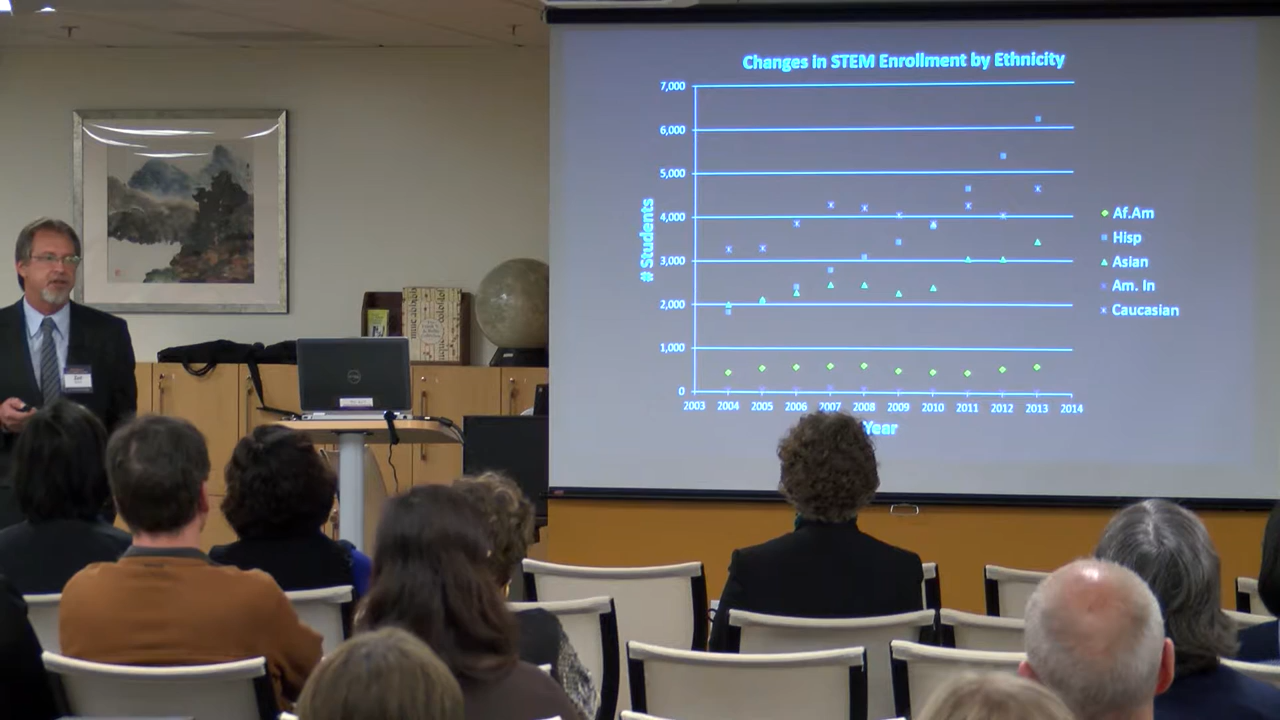 Changes in STEM Enrollment by Ethnicity
7,000
6,000
5,000
4,000
3,000
2,000
1,000
0
# Students
2003 2004 2005 2006 2007 2008 2009 2010 2011 2012 2013 2014
Year
Af.Am
Hisp
Asian
Am. In
Caucasian
DELL